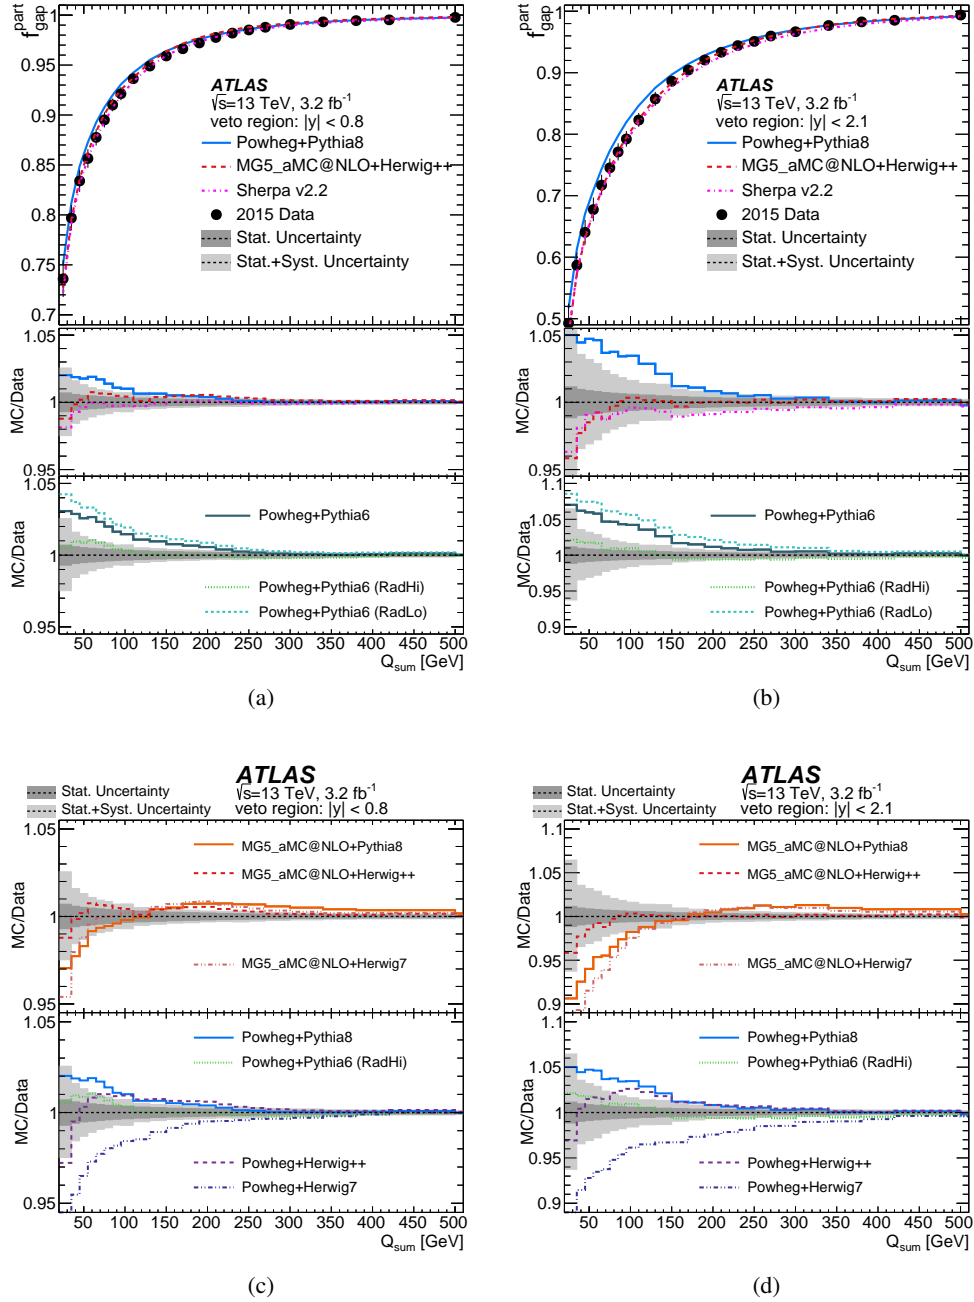 f_gap^part
1
0.95
0.9
0.85
0.8
0.75
0.7
ATLAS
√s=13 TeV, 3.2 fb⁻¹
veto region: |y| < 0.8
Powheg+Pythia8
MG5_aMC@NLO+Herwig++
Sherpa v2.2
2015 Data
Stat. Uncertainty
Stat.+Syst. Uncertainty
MC/Data
1.05
1
0.95
MC/Data
1.05
1
0.95
Powheg+Pythia6
Powheg+Pythia6 (RadHi)
Powheg+Pythia6 (RadLo)
50 100 150 200 250 300 350 400 450 500
Q_sum [GeV]
(a)
f_gap^part
1
0.9
0.8
0.7
0.6
0.5
ATLAS
√s=13 TeV, 3.2 fb⁻¹
veto region: |y| < 2.1
Powheg+Pythia8
MG5_aMC@NLO+Herwig++
Sherpa v2.2
2015 Data
Stat. Uncertainty
Stat.+Syst. Uncertainty
MC/Data
1.05
1
0.95
MC/Data
1.1
1.05
1
0.95
0.9
Powheg+Pythia6
Powheg+Pythia6 (RadHi)
Powheg+Pythia6 (RadLo)
50 100 150 200 250 300 350 400 450 500
Q_sum [GeV]
(b)
ATLAS
√s=13 TeV, 3.2 fb⁻¹
veto region: |y| < 0.8
Stat. Uncertainty
Stat.+Syst. Uncertainty
MC/Data
1.05
1
0.95
MG5_aMC@NLO+Pythia8
MG5_aMC@NLO+Herwig++
MG5_aMC@NLO+Herwig7
MC/Data
1.05
1
0.95
Powheg+Pythia8
Powheg+Pythia6 (RadHi)
Powheg+Herwig++
Powheg+Herwig7
50 100 150 200 250 300 350 400 450 500
Q_sum [GeV]
(c)
ATLAS
√s=13 TeV, 3.2 fb⁻¹
veto region: |y| < 2.1
Stat. Uncertainty
Stat.+Syst. Uncertainty
MC/Data
1.1
1.05
1
0.95
0.9
MG5_aMC@NLO+Pythia8
MG5_aMC@NLO+Herwig++
MG5_aMC@NLO+Herwig7
MC/Data
1.1
1.05
1
0.95
0.9
Powheg+Pythia8
Powheg+Pythia6 (RadHi)
Powheg+Herwig++
Powheg+Herwig7
50 100 150 200 250 300 350 400 450 500
Q_sum [GeV]
(d)